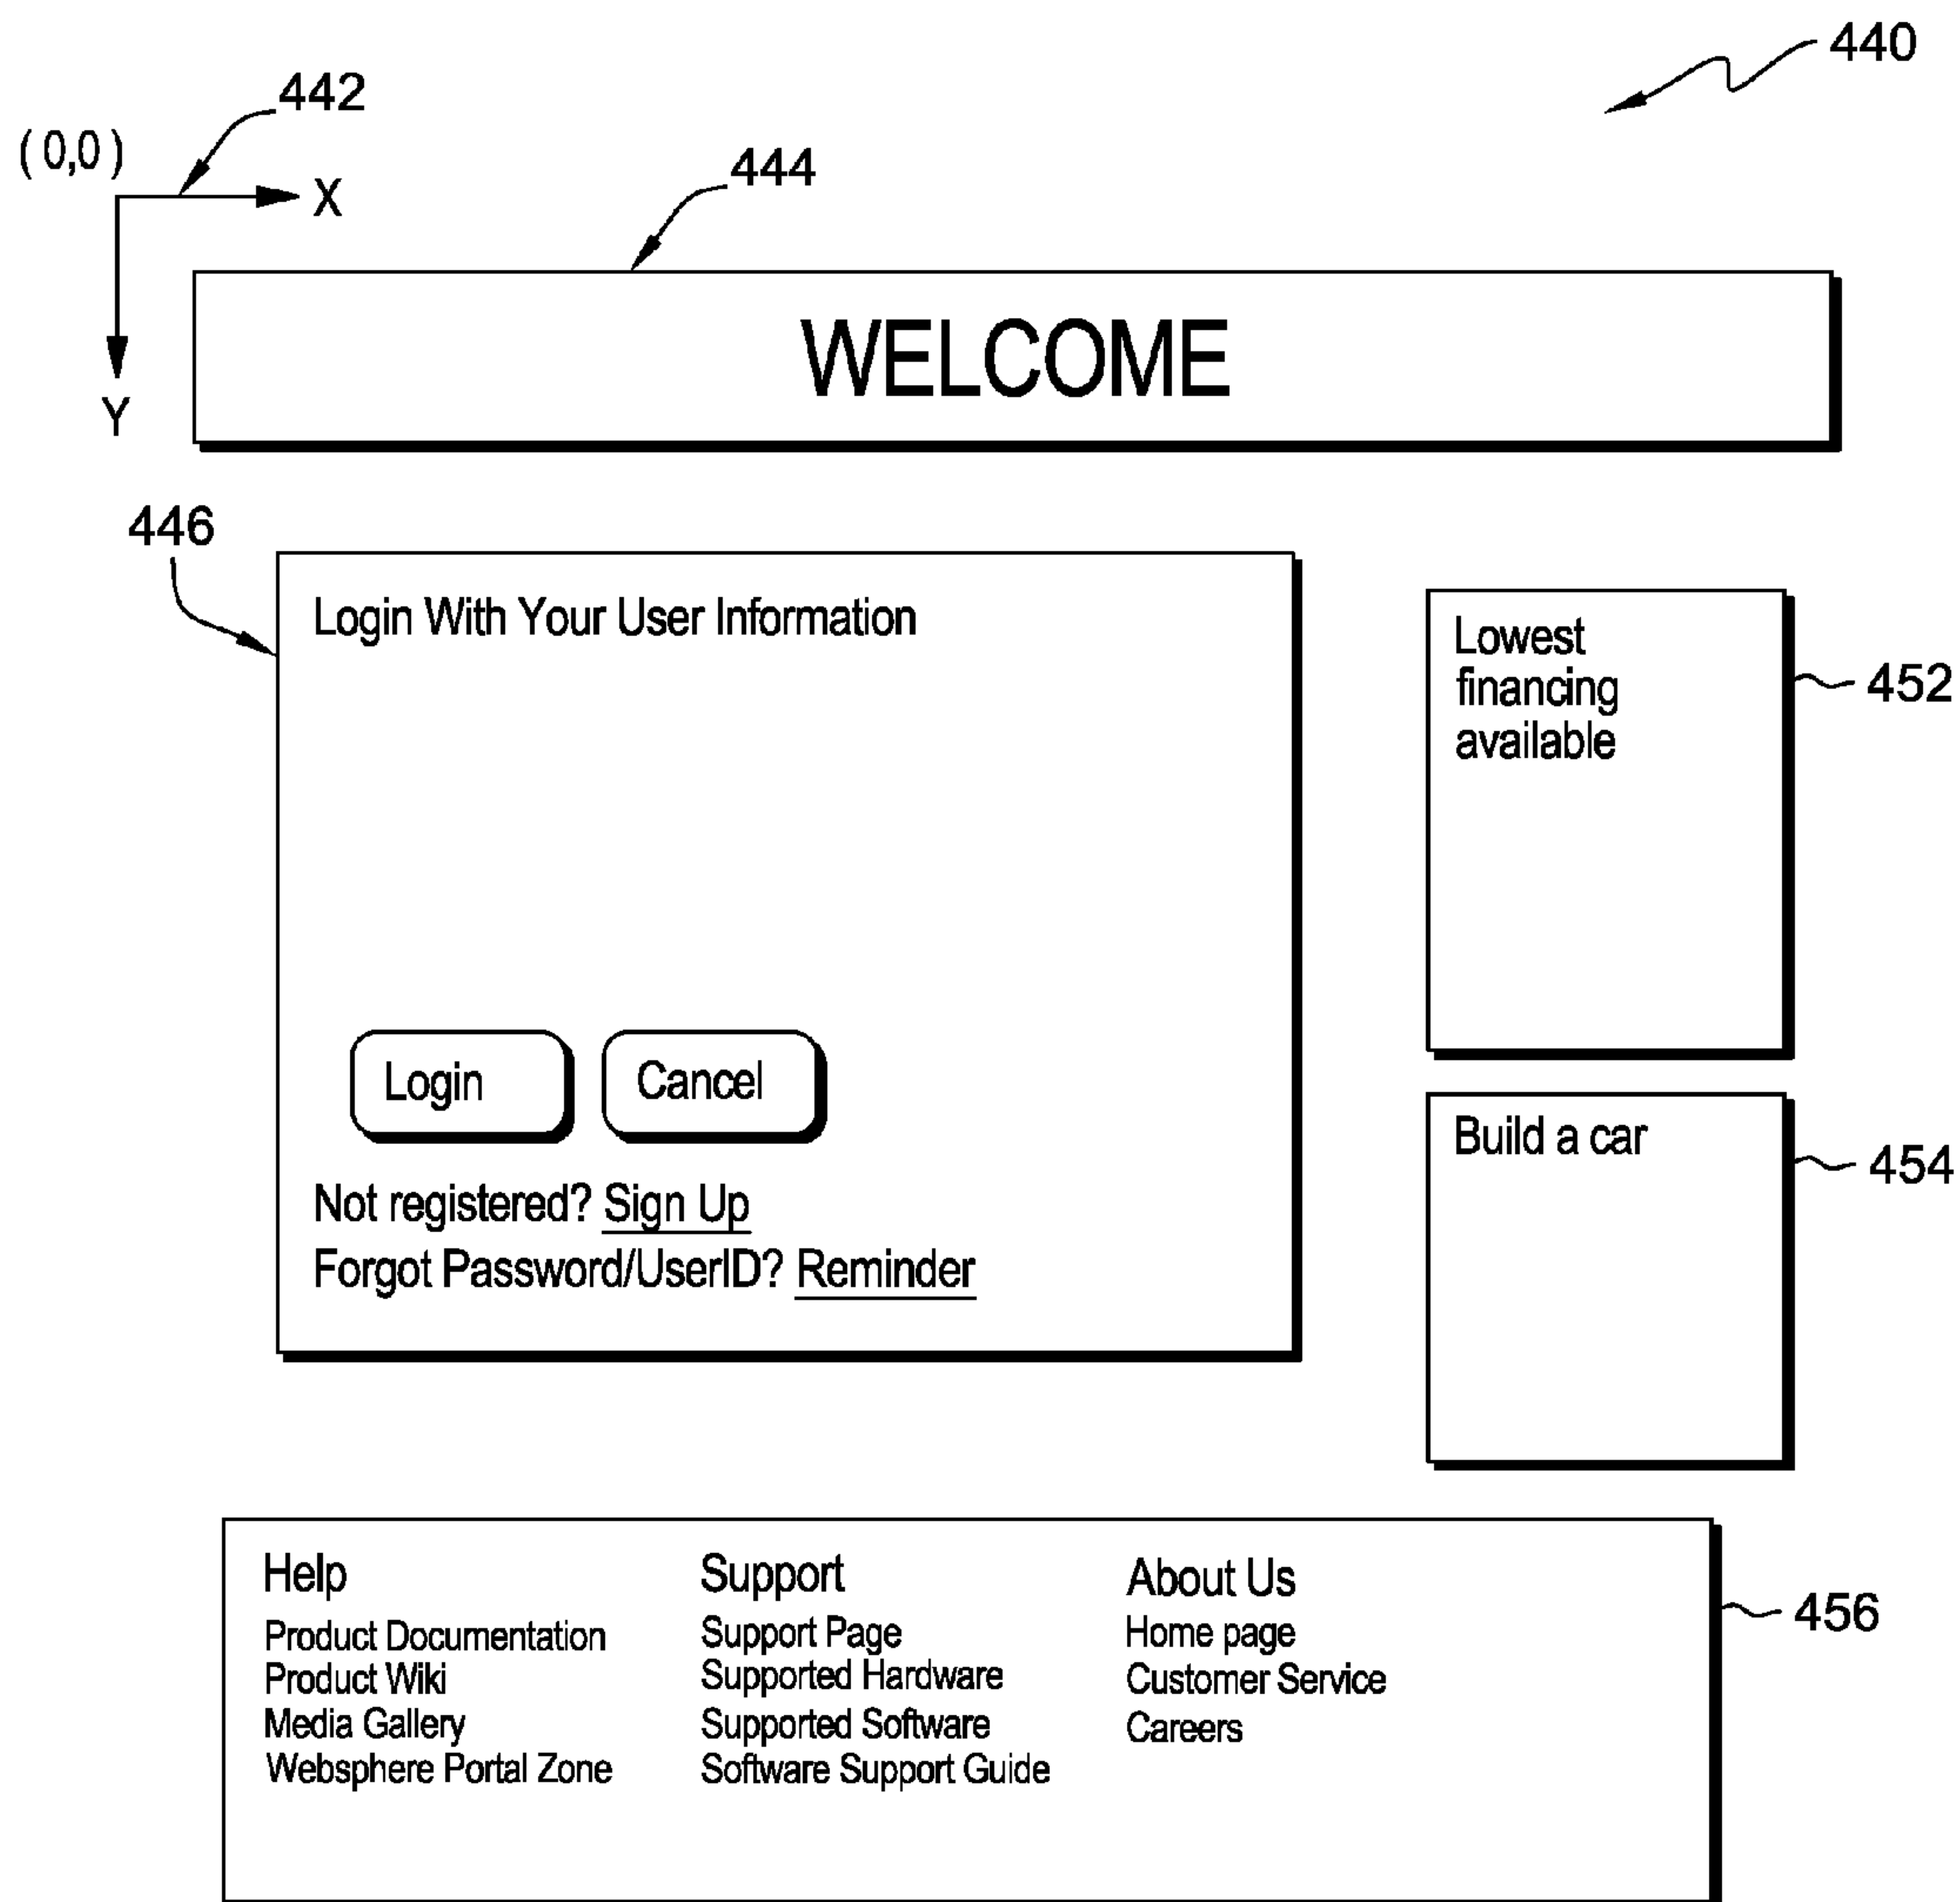 440
442
(0,0)
X
Y
444
WELCOME
446
Login With Your User Information
Login
Cancel
Not registered? Sign Up
Forgot Password/UserID? Reminder
Lowest
financing
available
452
Build a car
454
Help
Product Documentation
Product Wiki
Media Gallery
Websphere Portal Zone
Support
Support Page
Supported Hardware
Supported Software
Software Support Guide
About Us
Home page
Customer Service
Careers
456